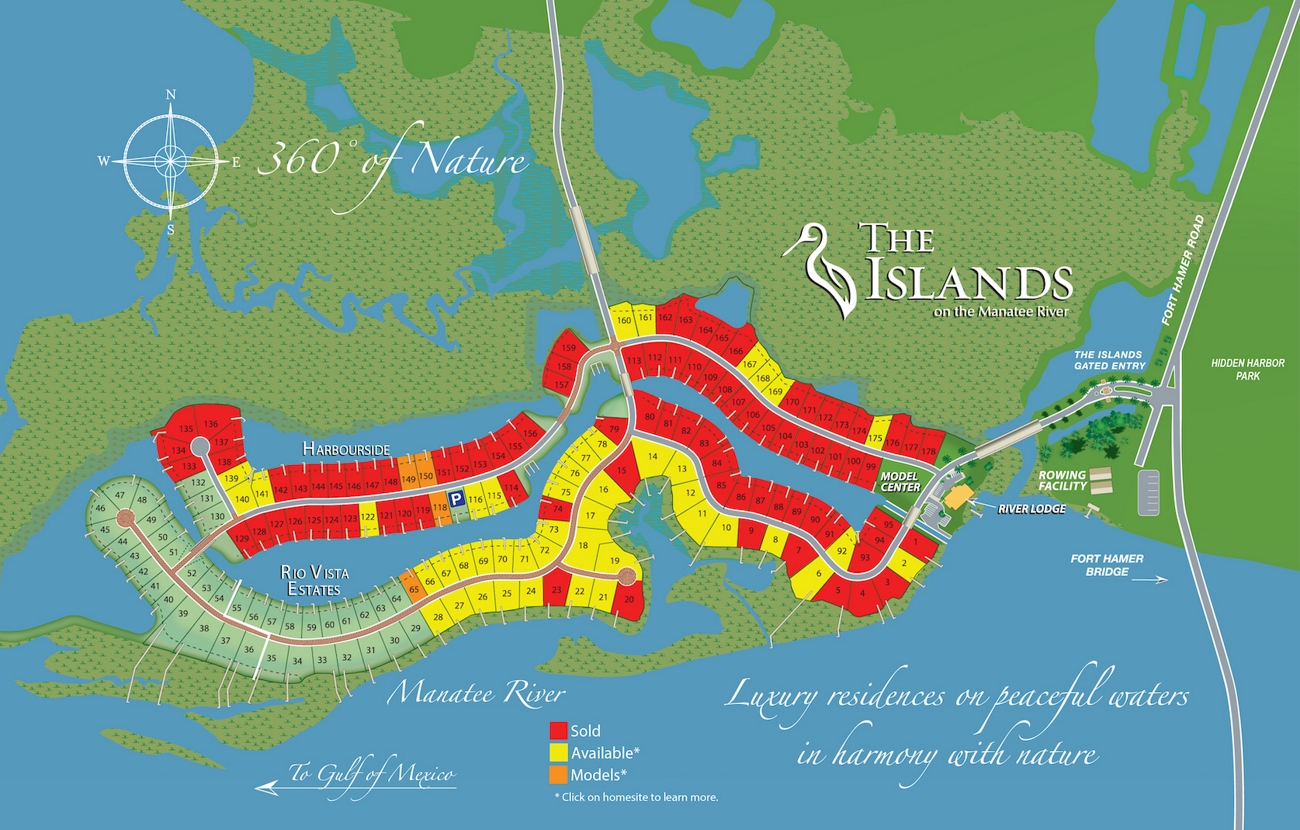 N
W E
S
360° of Nature
THE
ISLANDS
on the Manatee River
FORT HAMER ROAD
THE ISLANDS
GATED ENTRY
HIDDEN HARBOR
PARK
ROWING
FACILITY
RIVER LODGE
MODEL
CENTER
FORT HAMER
BRIDGE
HARBOURSIDE
RIO VISTA
ESTATES
P
160 161 162 163 164 165 166 167 168 169 170 171 172 173 174 175 176 177 178
159
158
157
113 112 111 110 109 108 107 106 105 104 103 102 101 100 99
135 136
134 137
133 138
132
131
130
139 140 141 142 143 144 145 146 147 148 149 150 151 152 153 154 155 156
129 128 127 126 125 124 123 122 121 120 119 118 116 115 114
79 80 81 82 83 84 85 86 87 88 89 90 91 92 93 94 95
78
77
76
75
74
73
72
14 13 12 11 10 9 8 7 6 5 4 3 2 1
15
16
17
18
19
20
21
22
23
24
25
26
27
28
71 70 69 68 67 66 65 64 63 62 61 60 59 58 57 56 55 54 53 52 51 50 49 48 47
46
45
44
43
42
41
40
39
38
37
36
35
34
33
32
31
30
29
Manatee River
Luxury residences on peaceful waters
in harmony with nature
To Gulf of Mexico
Sold
Available*
Models*
* Click on homesite to learn more.